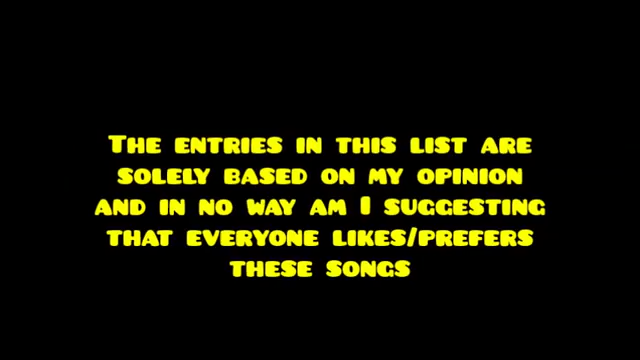 The entries in this list are
solely based on my opinion
and in no way am I suggesting
that everyone likes/prefers
these songs